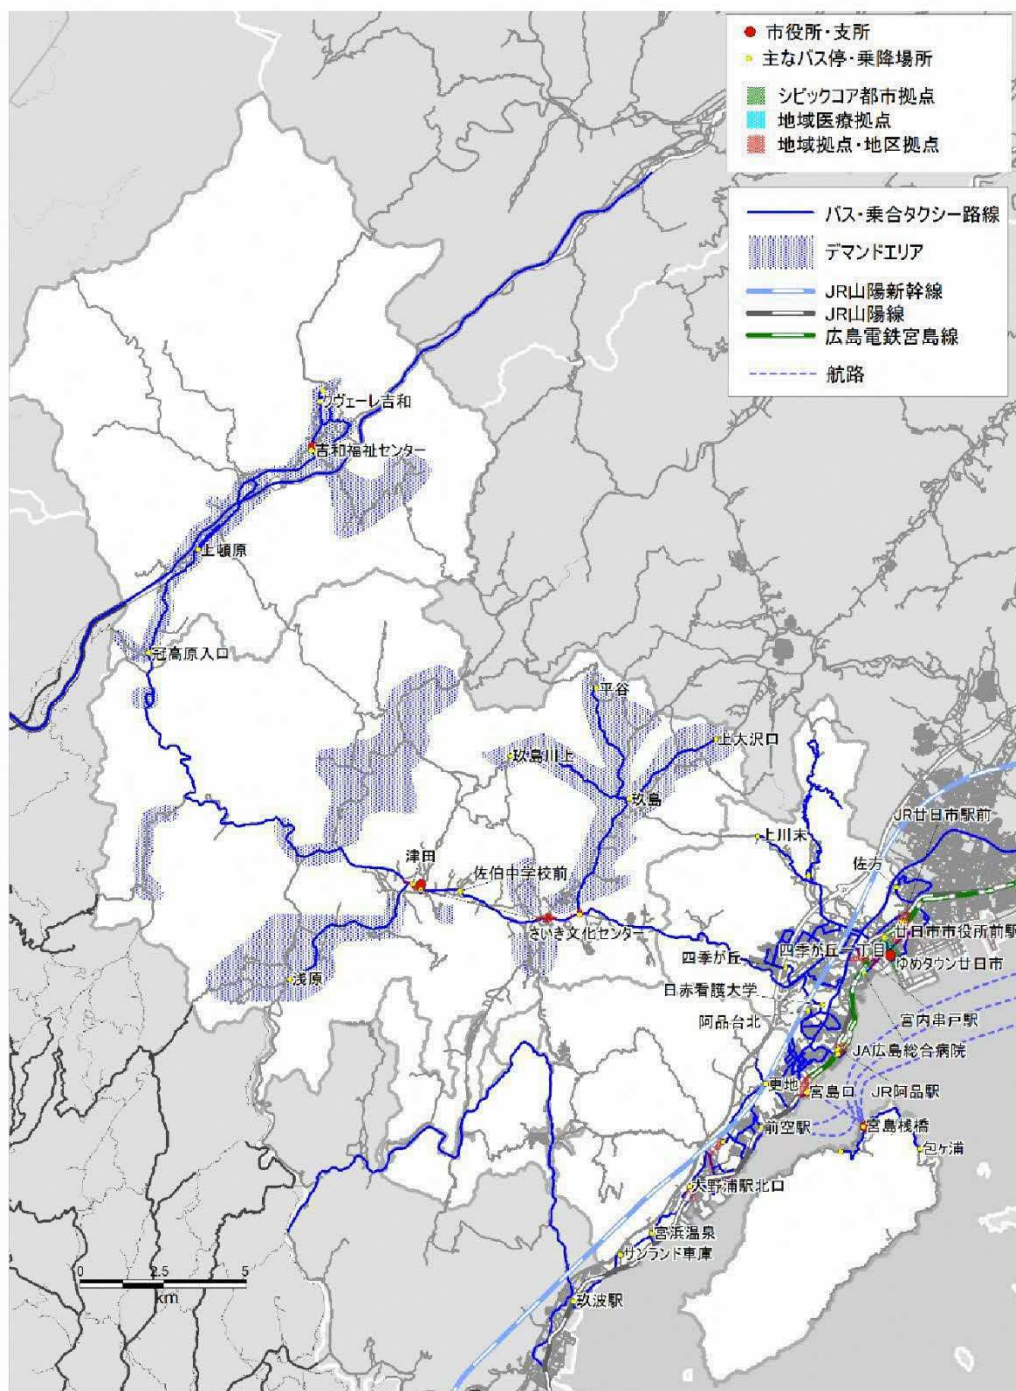 市役所・支所
主なバス停・乗降場所
シビックコア都市拠点
地域医療拠点
地域拠点・地区拠点
バス・乗合タクシー路線
デマンドエリア
JR山陽新幹線
JR山陽線
広島電鉄宮島線
航路
クヴェーレ吉和
吉和福祉センター
上頓原
冠高原入口
平谷
上大沢口
玖島川上
玖島
JR廿日市駅前
上川末
佐方
津田
佐伯中学校前
さいき文化センター
廿日市市役所前駅
四季が丘一丁目
四季が丘
ゆめタウン廿日市
浅原
日赤看護大学
阿品台北
宮内串戸駅
JA広島総合病院
更地
宮島口
JR阿品駅
前空駅
宮島桟橋
包ヶ浦
大野浦駅北口
宮浜温泉
サンランド車庫
玖波駅
0 2.5 5
km